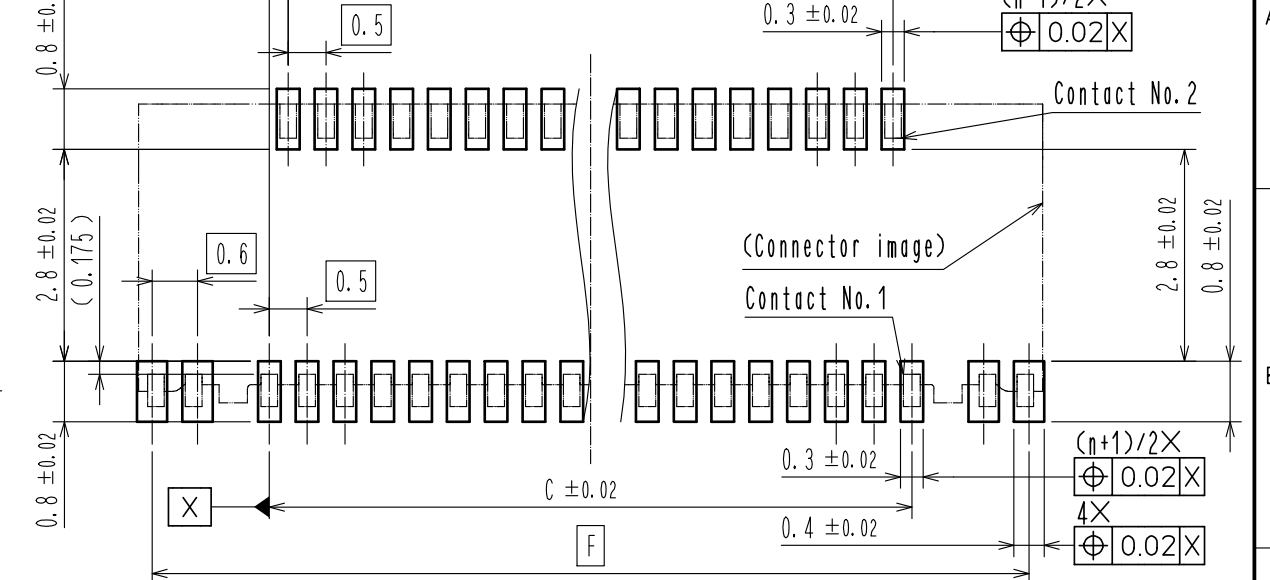 0.8 ±0.
0.5
0.3 ±0.02
(n-1)/2X
⌖ 0.02 X
A
Contact No.2
2.8 ±0.02
(0.175)
0.6
0.5
(Connector image)
Contact No.1
2.8 ±0.02
0.8 ±0.02
0.8 ±0.02
X
C ±0.02
0.3 ±0.02
(n+1)/2X
⌖ 0.02 X
F
0.4 ±0.02
4X
⌖ 0.02 X